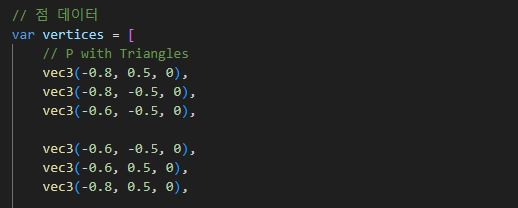 // 점 데이터
var vertices = [
// P with Triangles
vec3(-0.8, 0.5, 0),
vec3(-0.8, -0.5, 0),
vec3(-0.6, -0.5, 0),
vec3(-0.6, -0.5, 0),
vec3(-0.6, 0.5, 0),
vec3(-0.8, 0.5, 0),